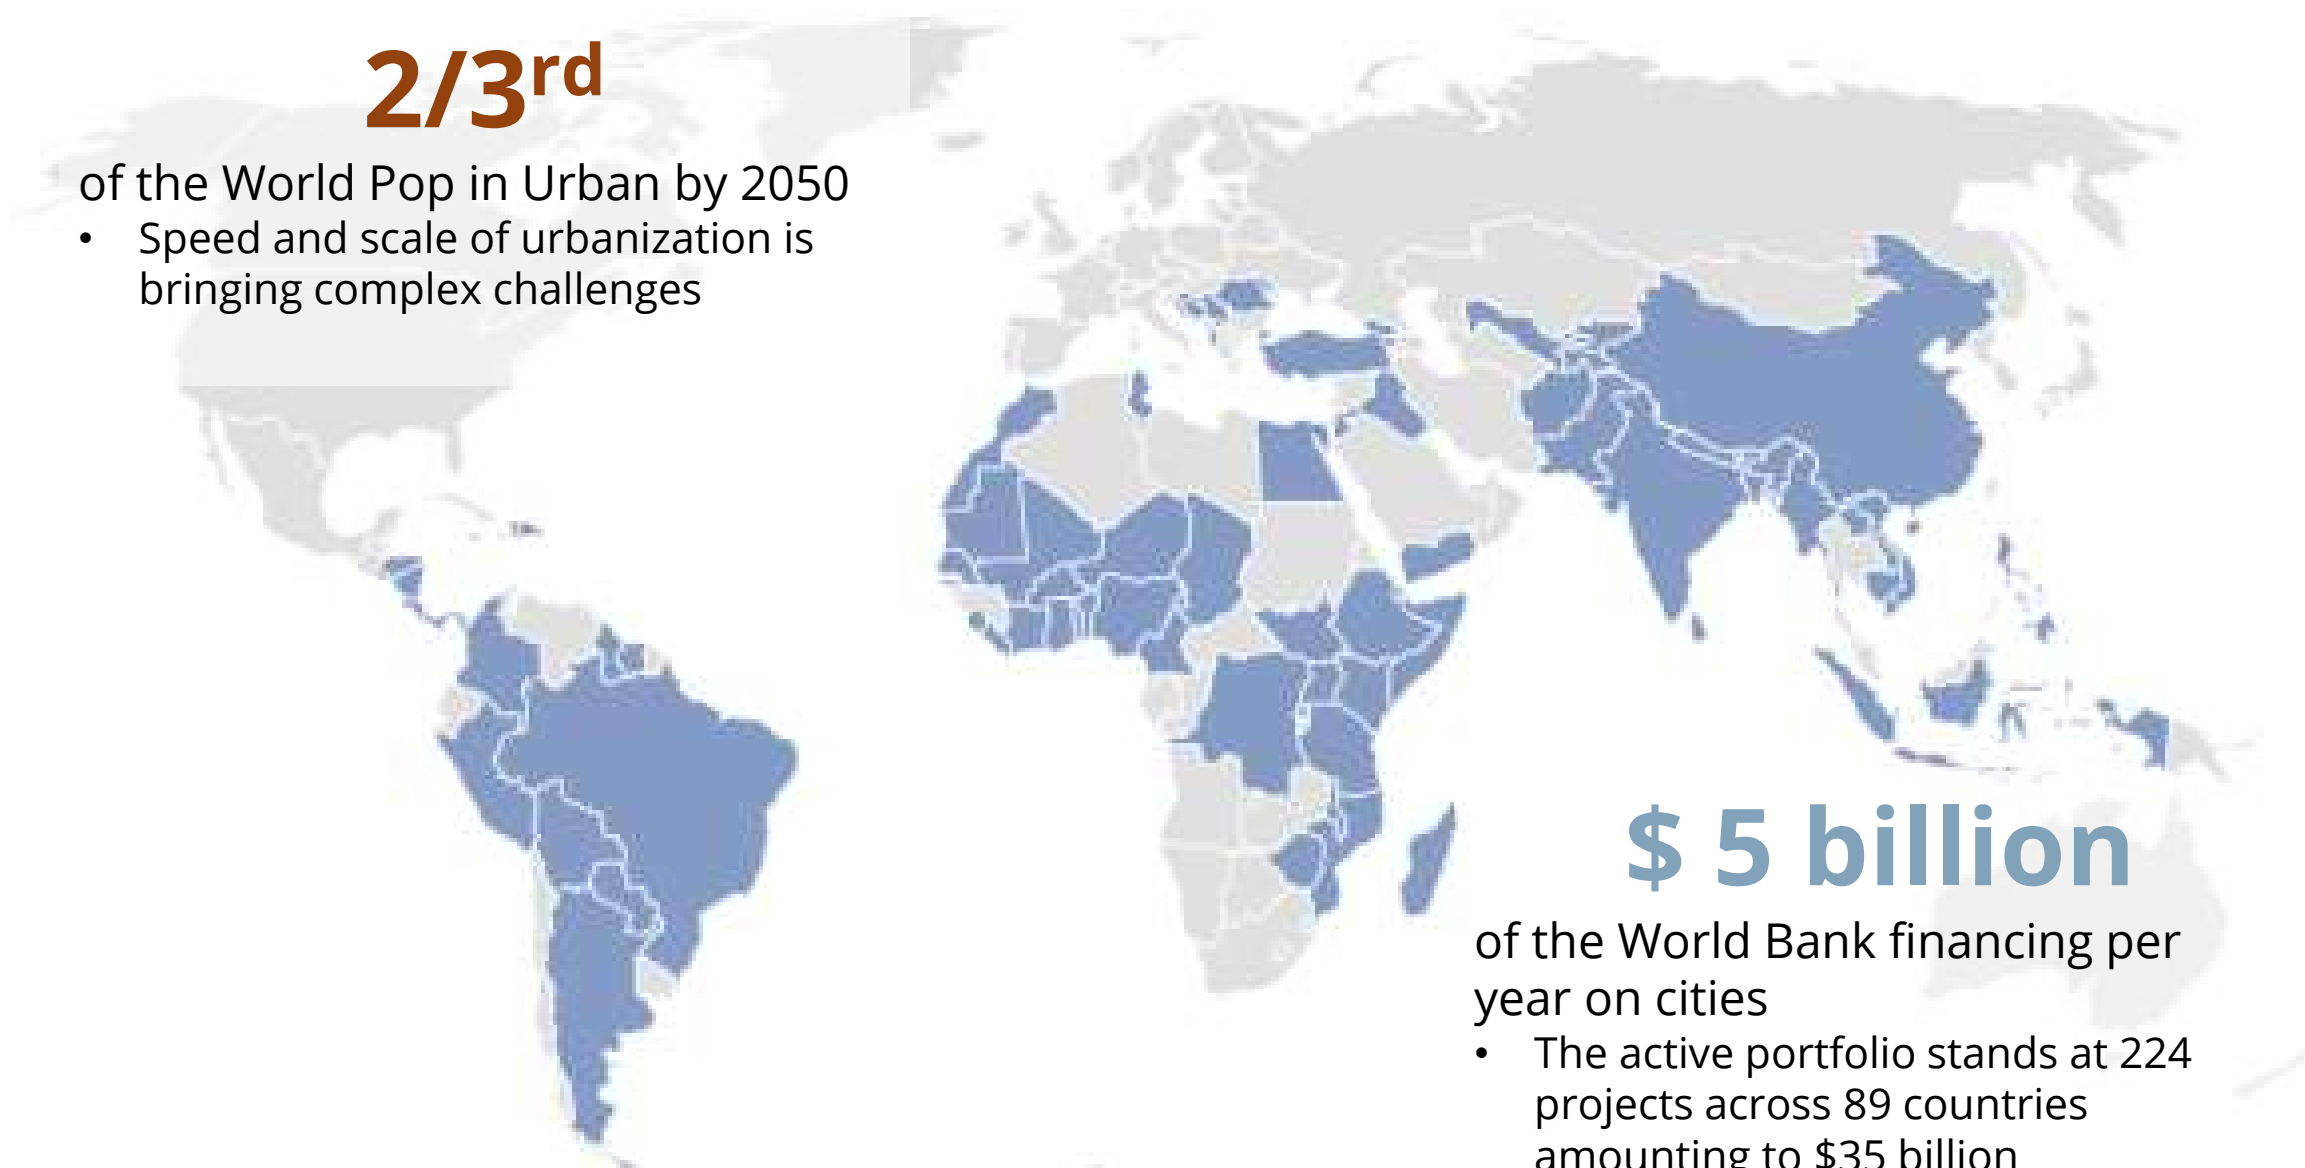 2/3rd
of the World Pop in Urban by 2050
• Speed and scale of urbanization is
bringing complex challenges
$ 5 billion
of the World Bank financing per
year on cities
• The active portfolio stands at 224
projects across 89 countries
amounting to $35 billion